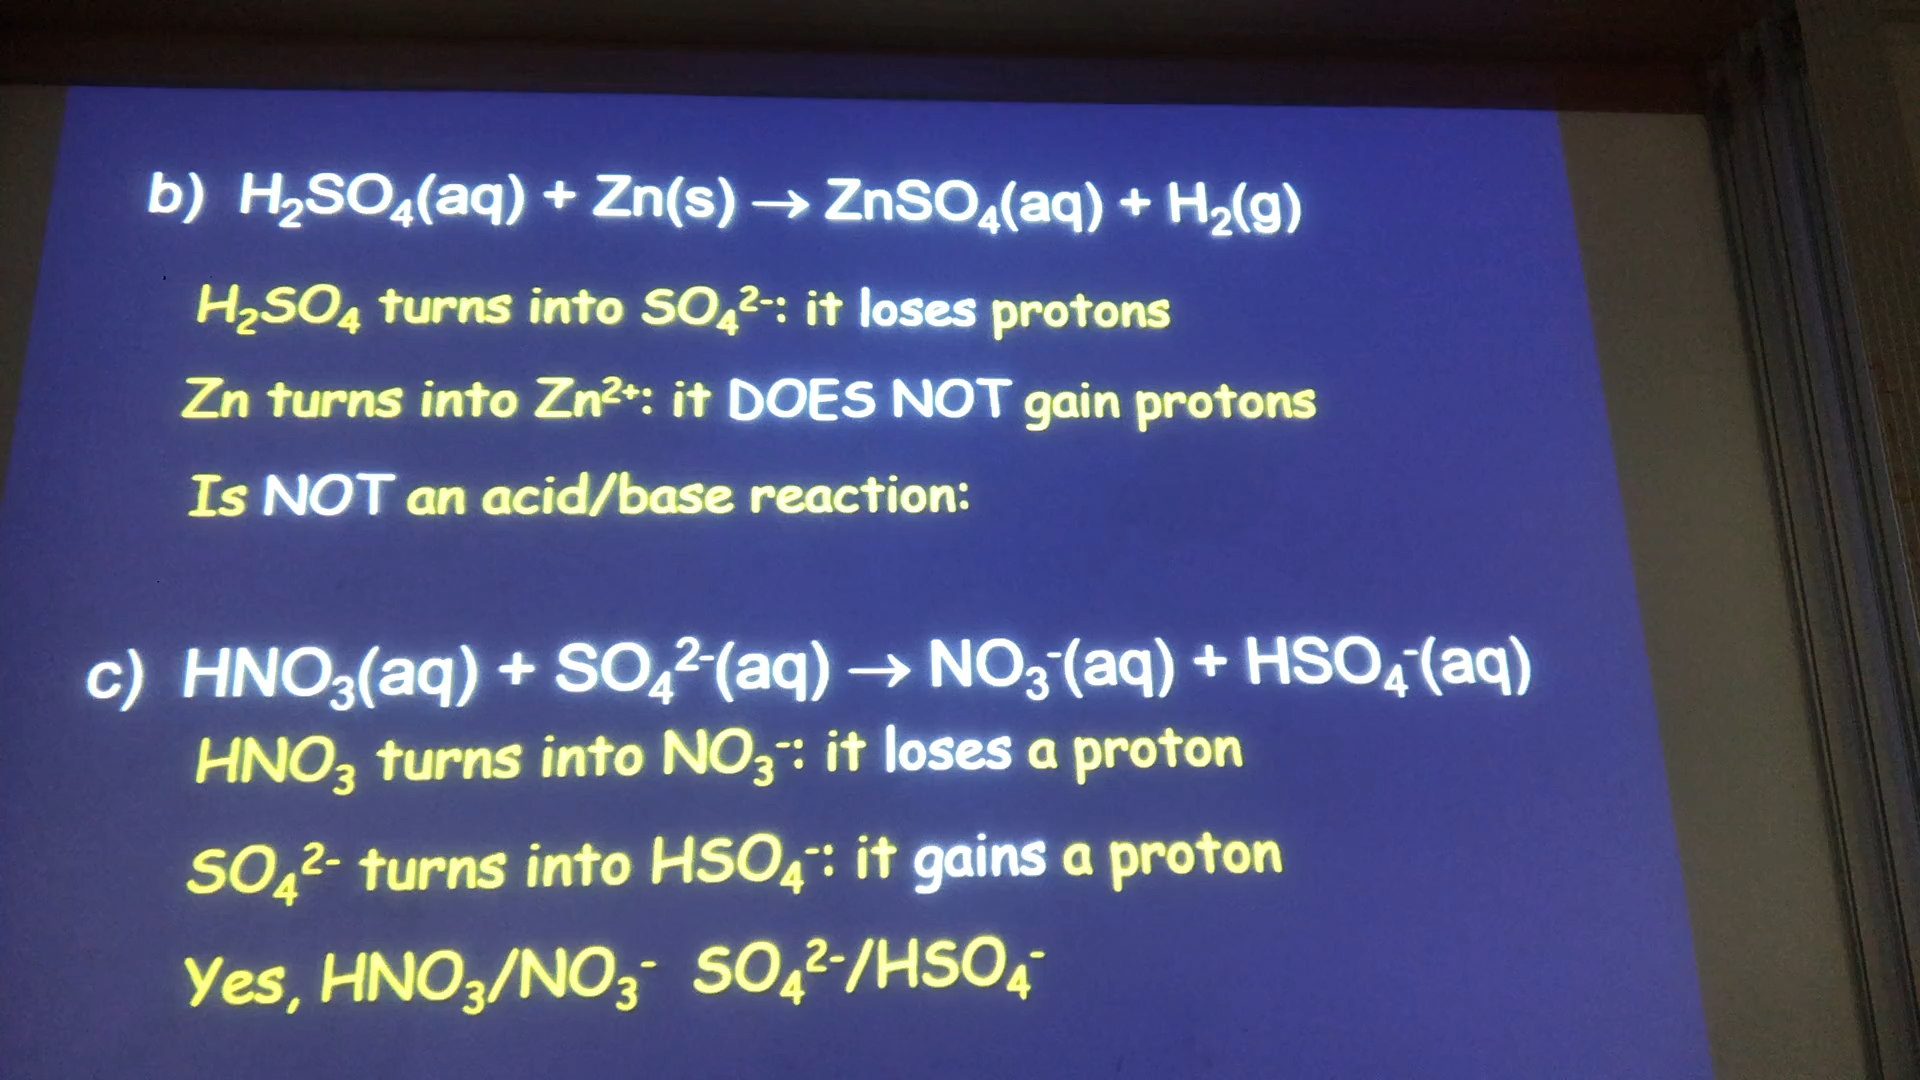 b) H₂SO₄(aq) + Zn(s) → ZnSO₄(aq) + H₂(g)
H₂SO₄ turns into SO₄²⁻: it loses protons
Zn turns into Zn²⁺: it DOES NOT gain protons
Is NOT an acid/base reaction:
c) HNO₃(aq) + SO₄²⁻(aq) → NO₃⁻(aq) + HSO₄⁻(aq)
HNO₃ turns into NO₃⁻: it loses a proton
SO₄²⁻ turns into HSO₄⁻: it gains a proton
Yes, HNO₃/NO₃⁻ SO₄²⁻/HSO₄⁻